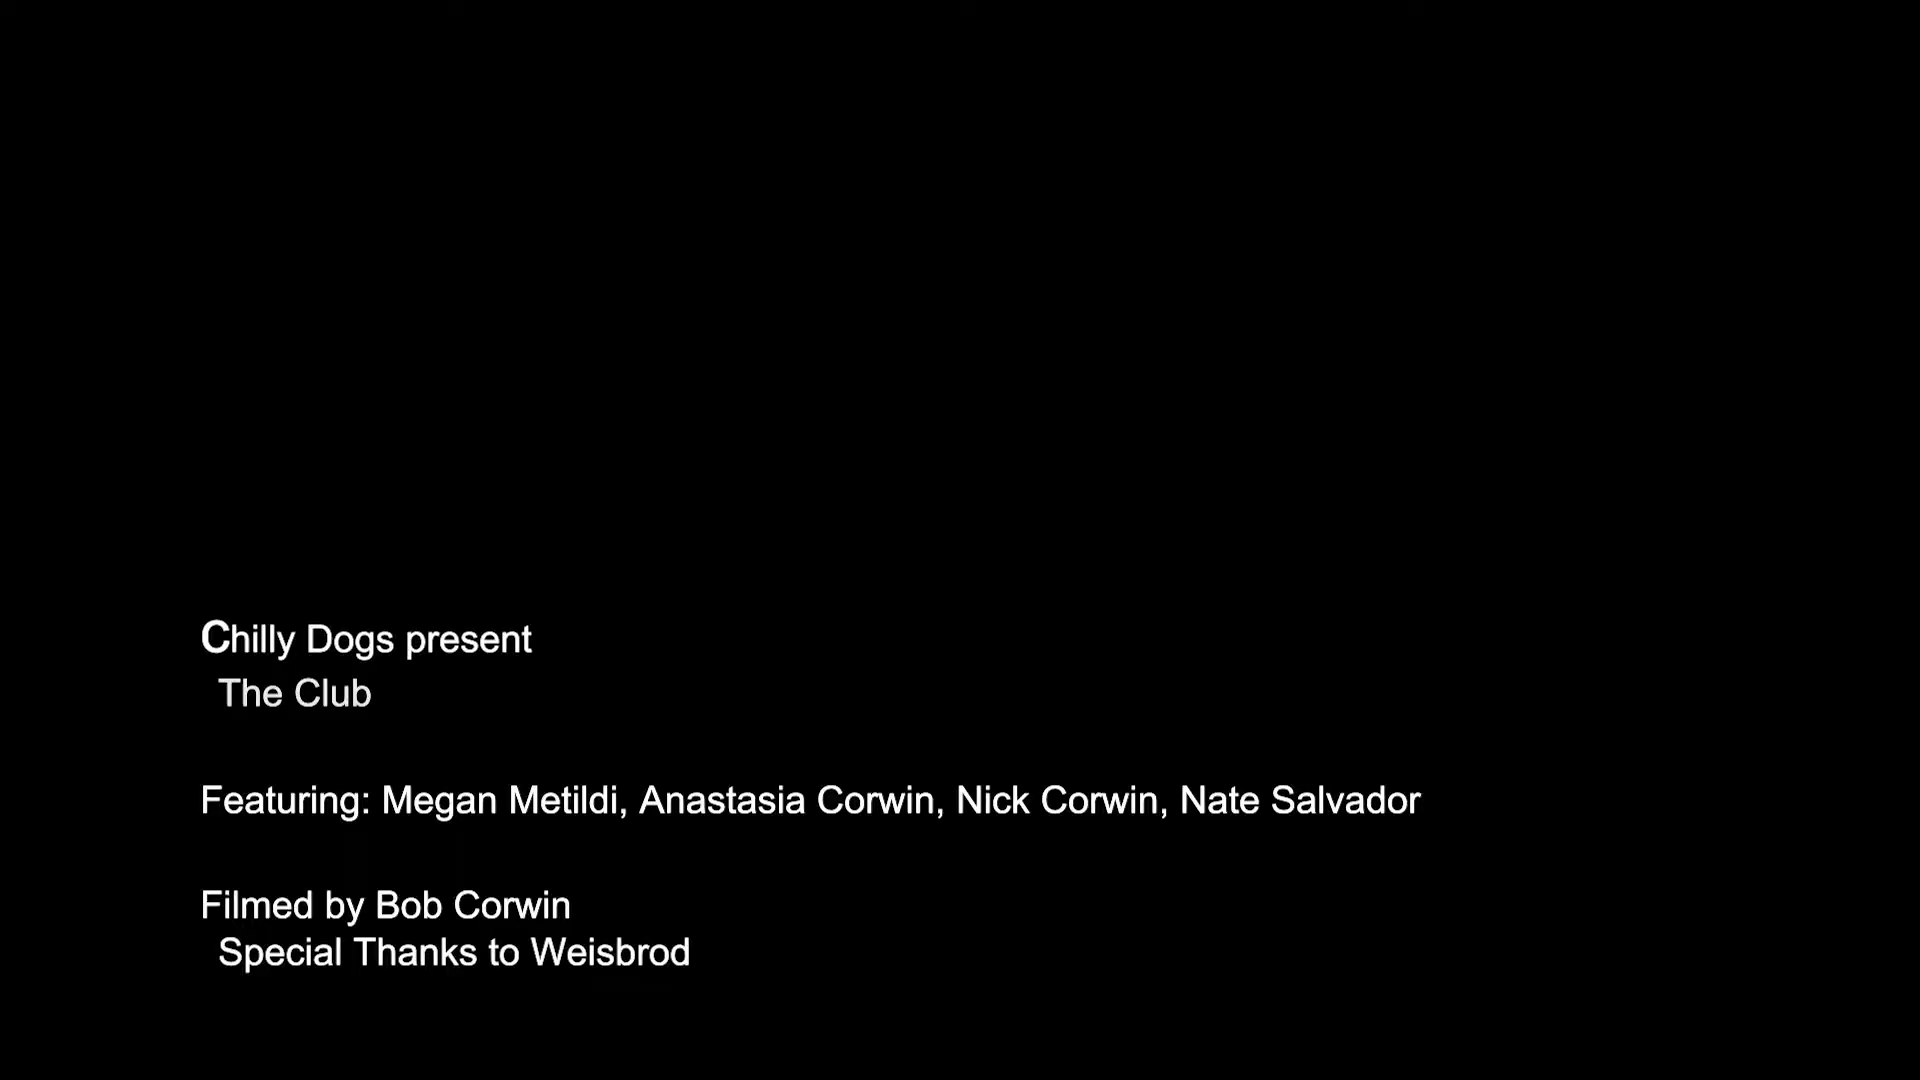 Chilly Dogs present
The Club
Featuring: Megan Metildi, Anastasia Corwin, Nick Corwin, Nate Salvador
Filmed by Bob Corwin
Special Thanks to Weisbrod